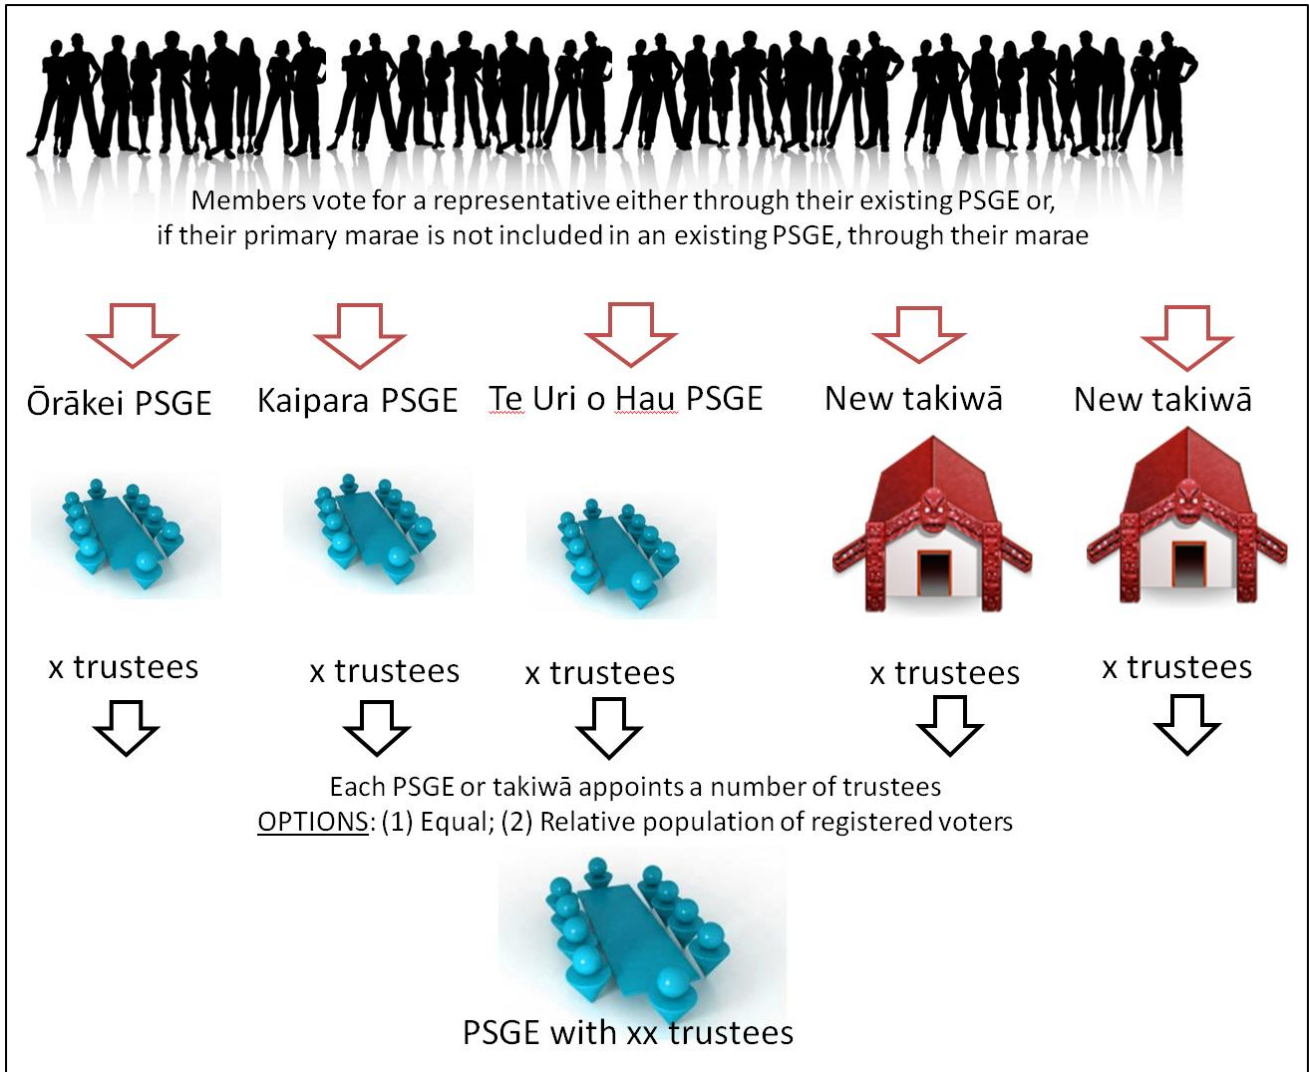 Members vote for a representative either through their existing PSGE or,
if their primary marae is not included in an existing PSGE, through their marae
Ōrākei PSGE
Kaipara PSGE
Te Uri o Hau PSGE
New takiwā
New takiwā
x trustees
x trustees
x trustees
x trustees
x trustees
Each PSGE or takiwā appoints a number of trustees
OPTIONS: (1) Equal; (2) Relative population of registered voters
PSGE with xx trustees